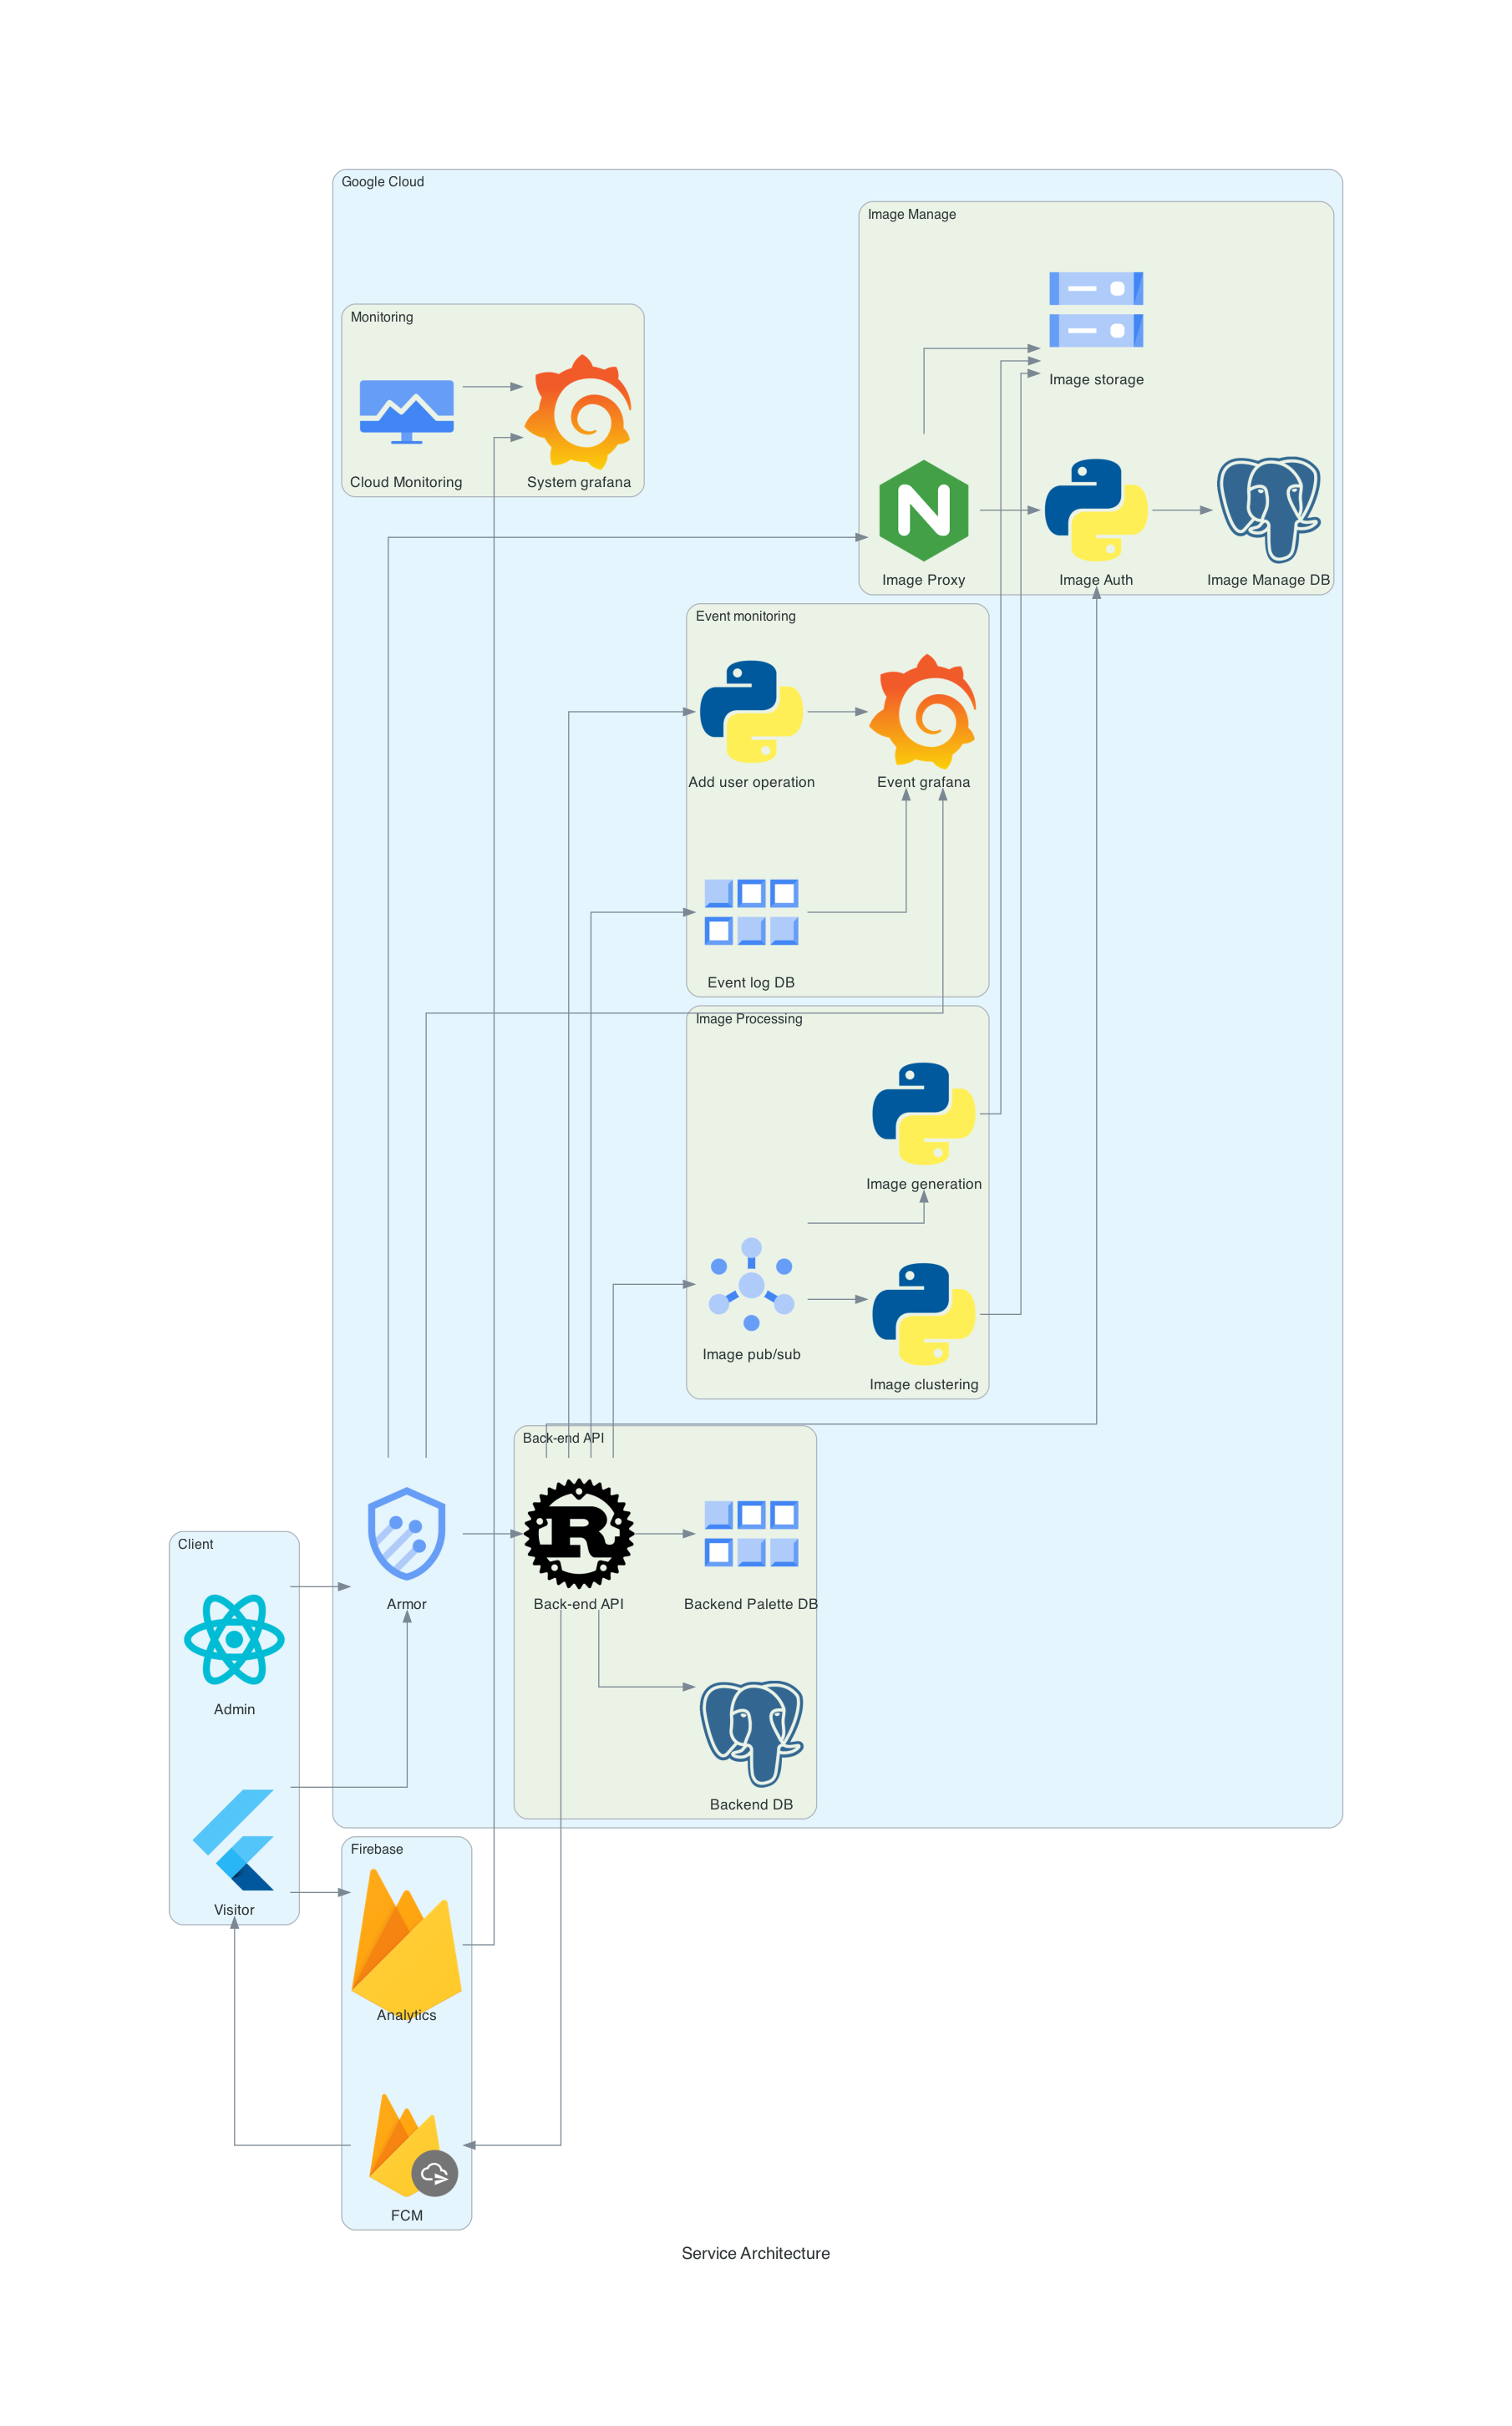 Google Cloud
Image Manage
Image storage
Monitoring
Cloud Monitoring
System grafana
N
Image Proxy
Image Auth
Image Manage DB
Event monitoring
Add user operation
Event grafana
Event log DB
Image Processing
Image generation
Image pub/sub
Image clustering
Back-end API
Armor
R
Back-end API
Backend Palette DB
Backend DB
Client
Admin
Visitor
Firebase
Analytics
FCM
Service Architecture